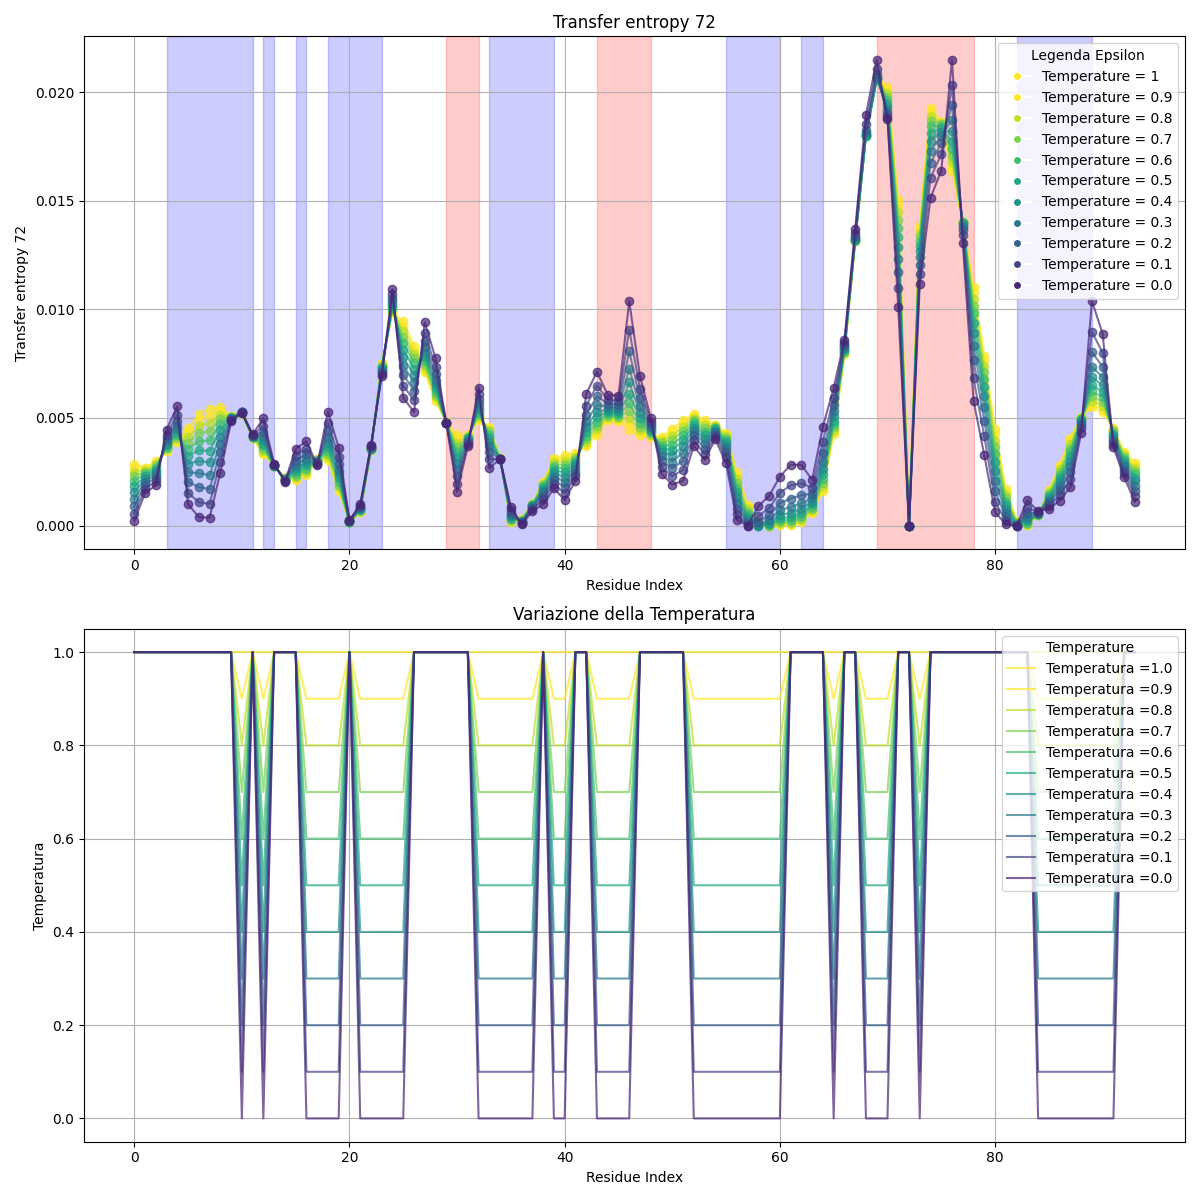 Transfer entropy 72
Transfer entropy 72
0.020
0.015
0.010
0.005
0.000
0
20
40
60
80
Residue Index
Legenda Epsilon
Temperature = 1
Temperature = 0.9
Temperature = 0.8
Temperature = 0.7
Temperature = 0.6
Temperature = 0.5
Temperature = 0.4
Temperature = 0.3
Temperature = 0.2
Temperature = 0.1
Temperature = 0.0
Variazione della Temperatura
Temperatura
1.0
0.8
0.6
0.4
0.2
0.0
0
20
40
60
80
Residue Index
Temperature
Temperatura =1.0
Temperatura =0.9
Temperatura =0.8
Temperatura =0.7
Temperatura =0.6
Temperatura =0.5
Temperatura =0.4
Temperatura =0.3
Temperatura =0.2
Temperatura =0.1
Temperatura =0.0